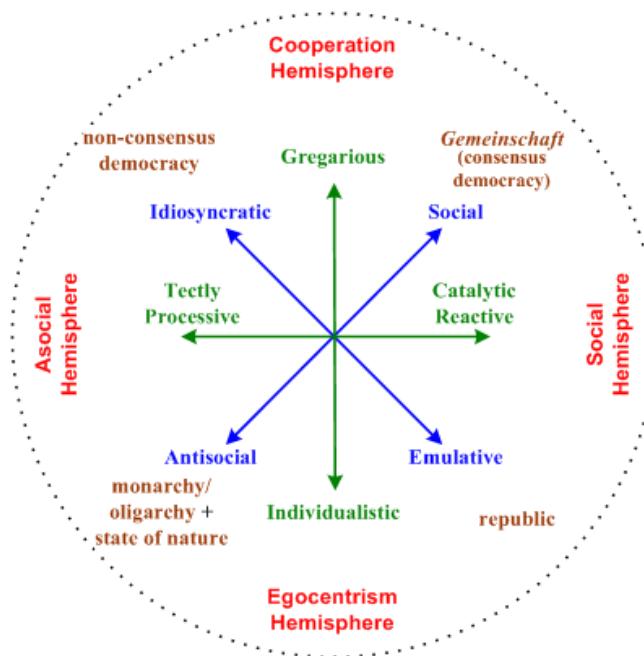 Cooperation
Hemisphere
non-consensus
democracy
Gemeinschaft
(consensus
democracy)
Gregarious
Idiosyncratic
Social
Tectly
Processive
Catalytic
Reactive
Asocial
Hemisphere
Social
Hemisphere
Antisocial
Emulative
monarchy/
oligarchy +
state of nature
Individualistic
republic
Egocentrism
Hemisphere